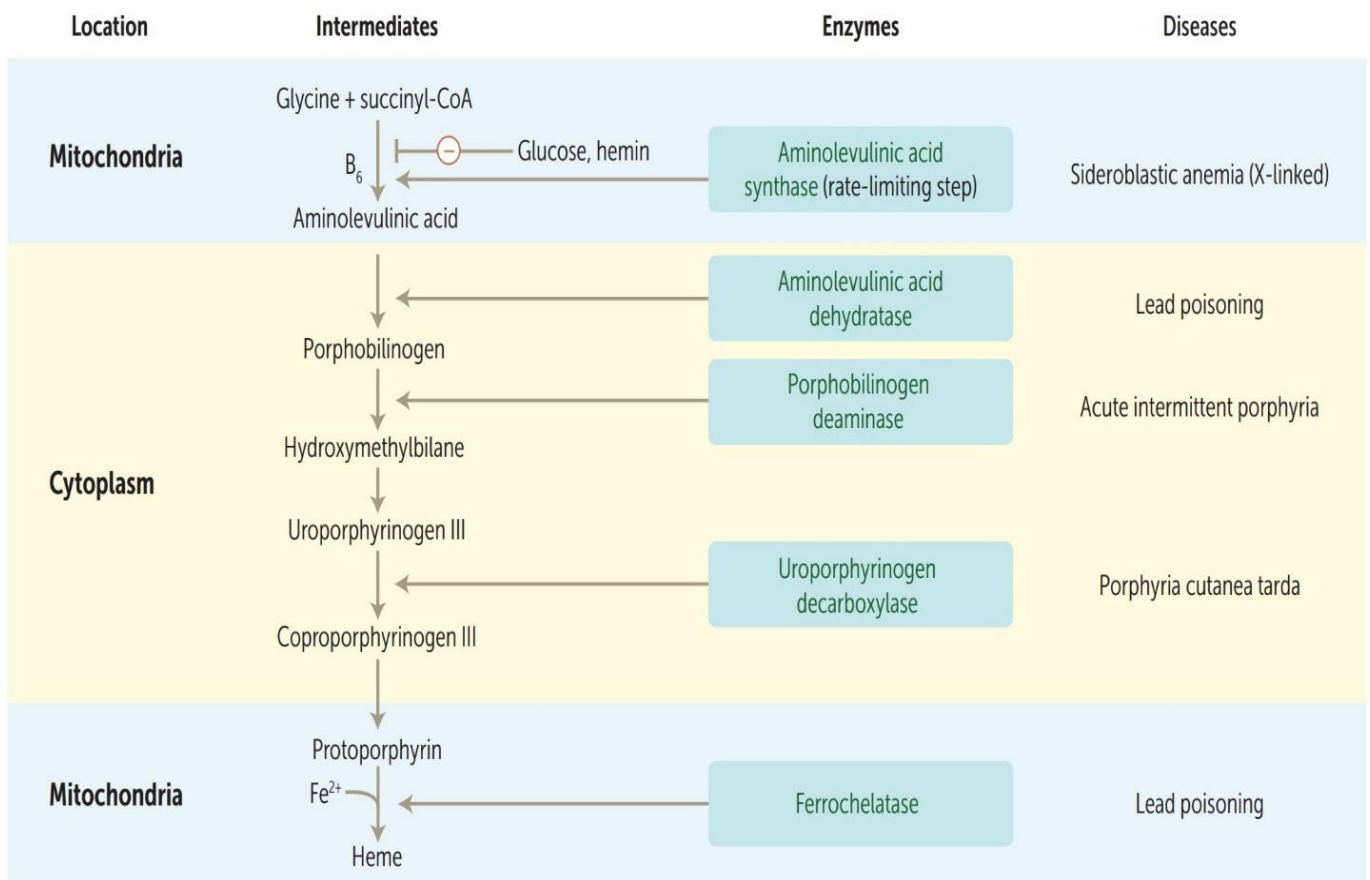 Location Intermediates Enzymes Diseases
Glycine + succinyl-CoA
Mitochondria
B6
− Glucose, hemin
Aminolevulinic acid
synthase (rate-limiting step)
Sideroblastic anemia (X-linked)
Aminolevulinic acid
Aminolevulinic acid
dehydratase
Lead poisoning
Porphobilinogen
Porphobilinogen
deaminase
Acute intermittent porphyria
Hydroxymethylbilane
Cytoplasm
Uroporphyrinogen III
Uroporphyrinogen
decarboxylase
Porphyria cutanea tarda
Coproporphyrinogen III
Protoporphyrin
Mitochondria
Fe2+
Ferrochelatase
Lead poisoning
Heme